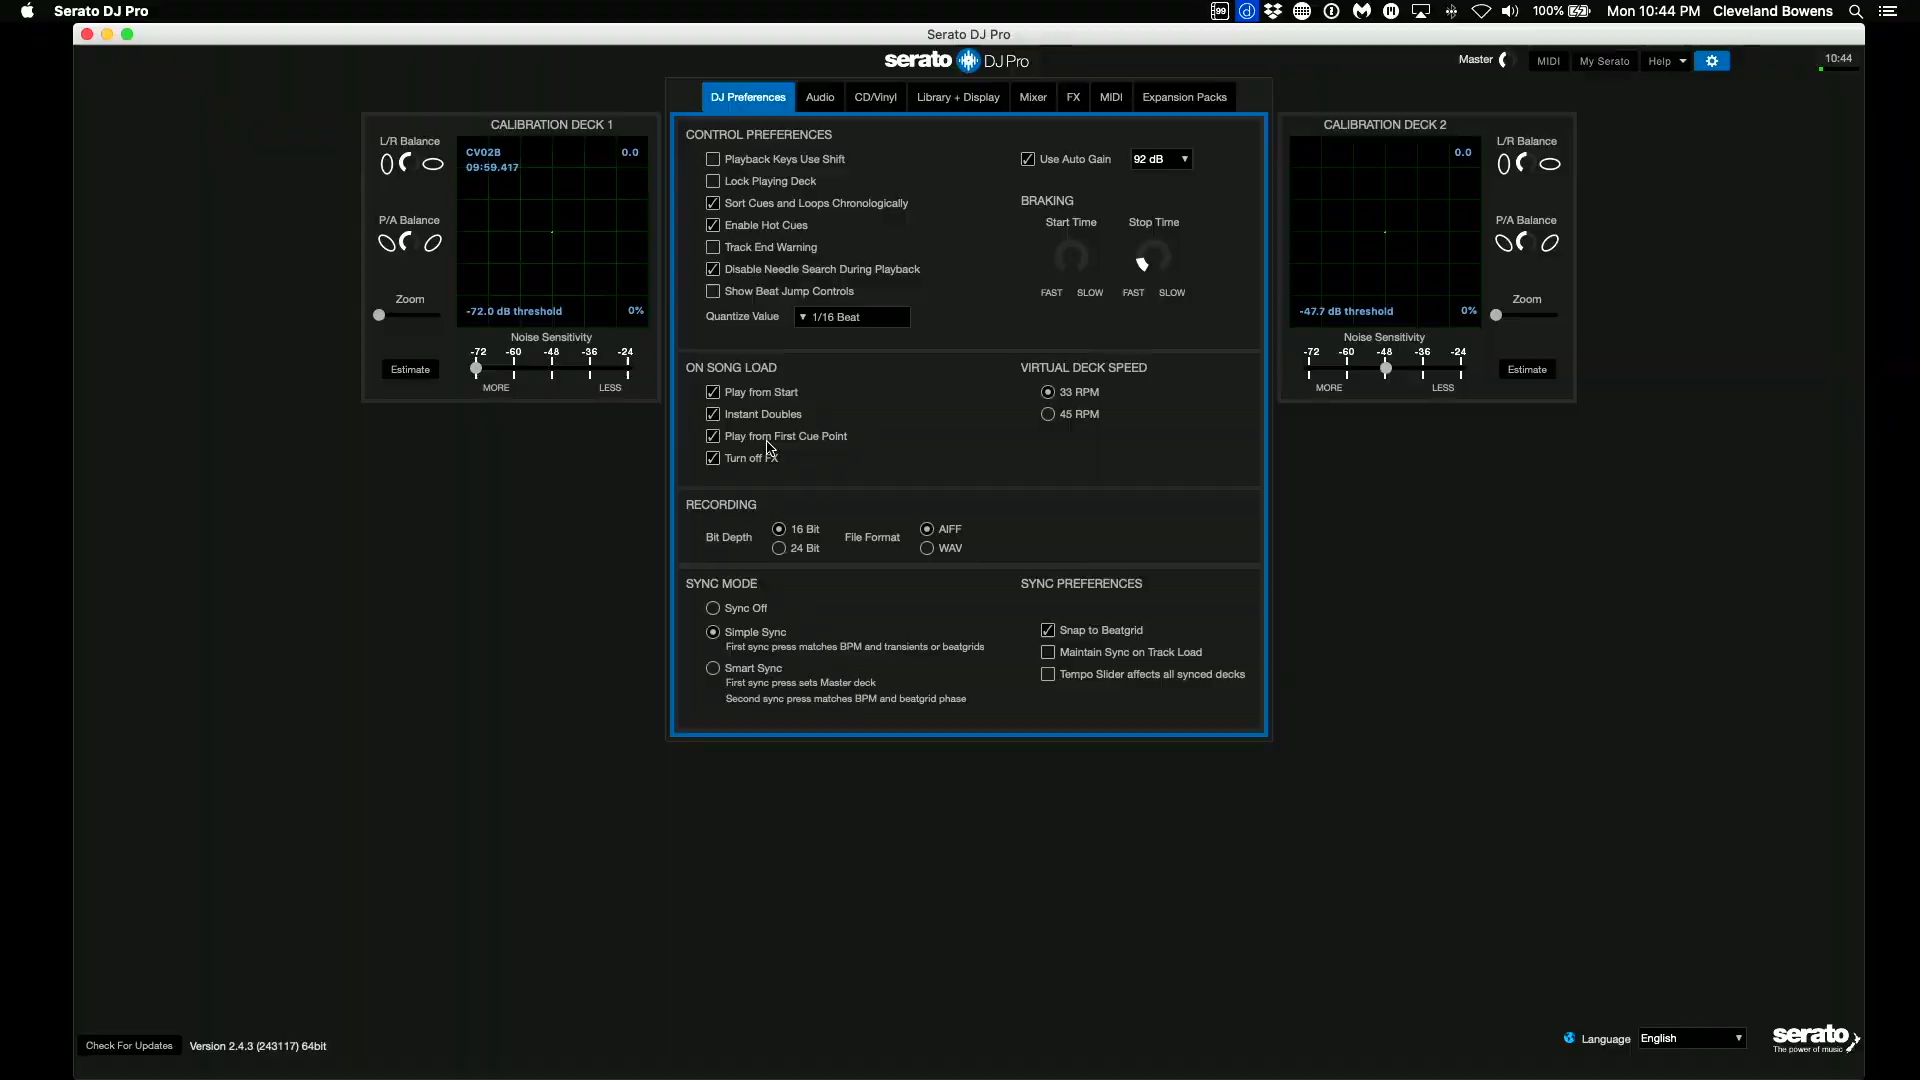 Serato DJ Pro
99
100%
Mon 10:44 PM
Cleveland Bowens
Serato DJ Pro
serato DJ Pro
Master
MIDI
My Serato
Help
10:44
DJ Preferences
Audio
CD/Vinyl
Library + Display
Mixer
FX
MIDI
Expansion Packs
CALIBRATION DECK 1
L/R Balance
CV02B
0.0
09:59.417
P/A Balance
Zoom
-72.0 dB threshold
0%
Noise Sensitivity
-72 -60 -48 -36 -24
Estimate
MORE
LESS
CONTROL PREFERENCES
Playback Keys Use Shift
Lock Playing Deck
Sort Cues and Loops Chronologically
Enable Hot Cues
Track End Warning
Disable Needle Search During Playback
Show Beat Jump Controls
Quantize Value
1/16 Beat
Use Auto Gain
92 dB
BRAKING
Start Time
Stop Time
FAST SLOW
FAST SLOW
ON SONG LOAD
Play from Start
Instant Doubles
Play from First Cue Point
Turn off FX
VIRTUAL DECK SPEED
33 RPM
45 RPM
RECORDING
Bit Depth
16 Bit
24 Bit
File Format
AIFF
WAV
SYNC MODE
Sync Off
Simple Sync
First sync press matches BPM and transients or beatgrids
Smart Sync
First sync press sets Master deck
Second sync press matches BPM and beatgrid phase
SYNC PREFERENCES
Snap to Beatgrid
Maintain Sync on Track Load
Tempo Slider affects all synced decks
CALIBRATION DECK 2
0.0
L/R Balance
P/A Balance
Zoom
-47.7 dB threshold
0%
Noise Sensitivity
-72 -60 -48 -36 -24
Estimate
MORE
LESS
Check For Updates
Version 2.4.3 (243117) 64bit
Language
English
serato
The power of music